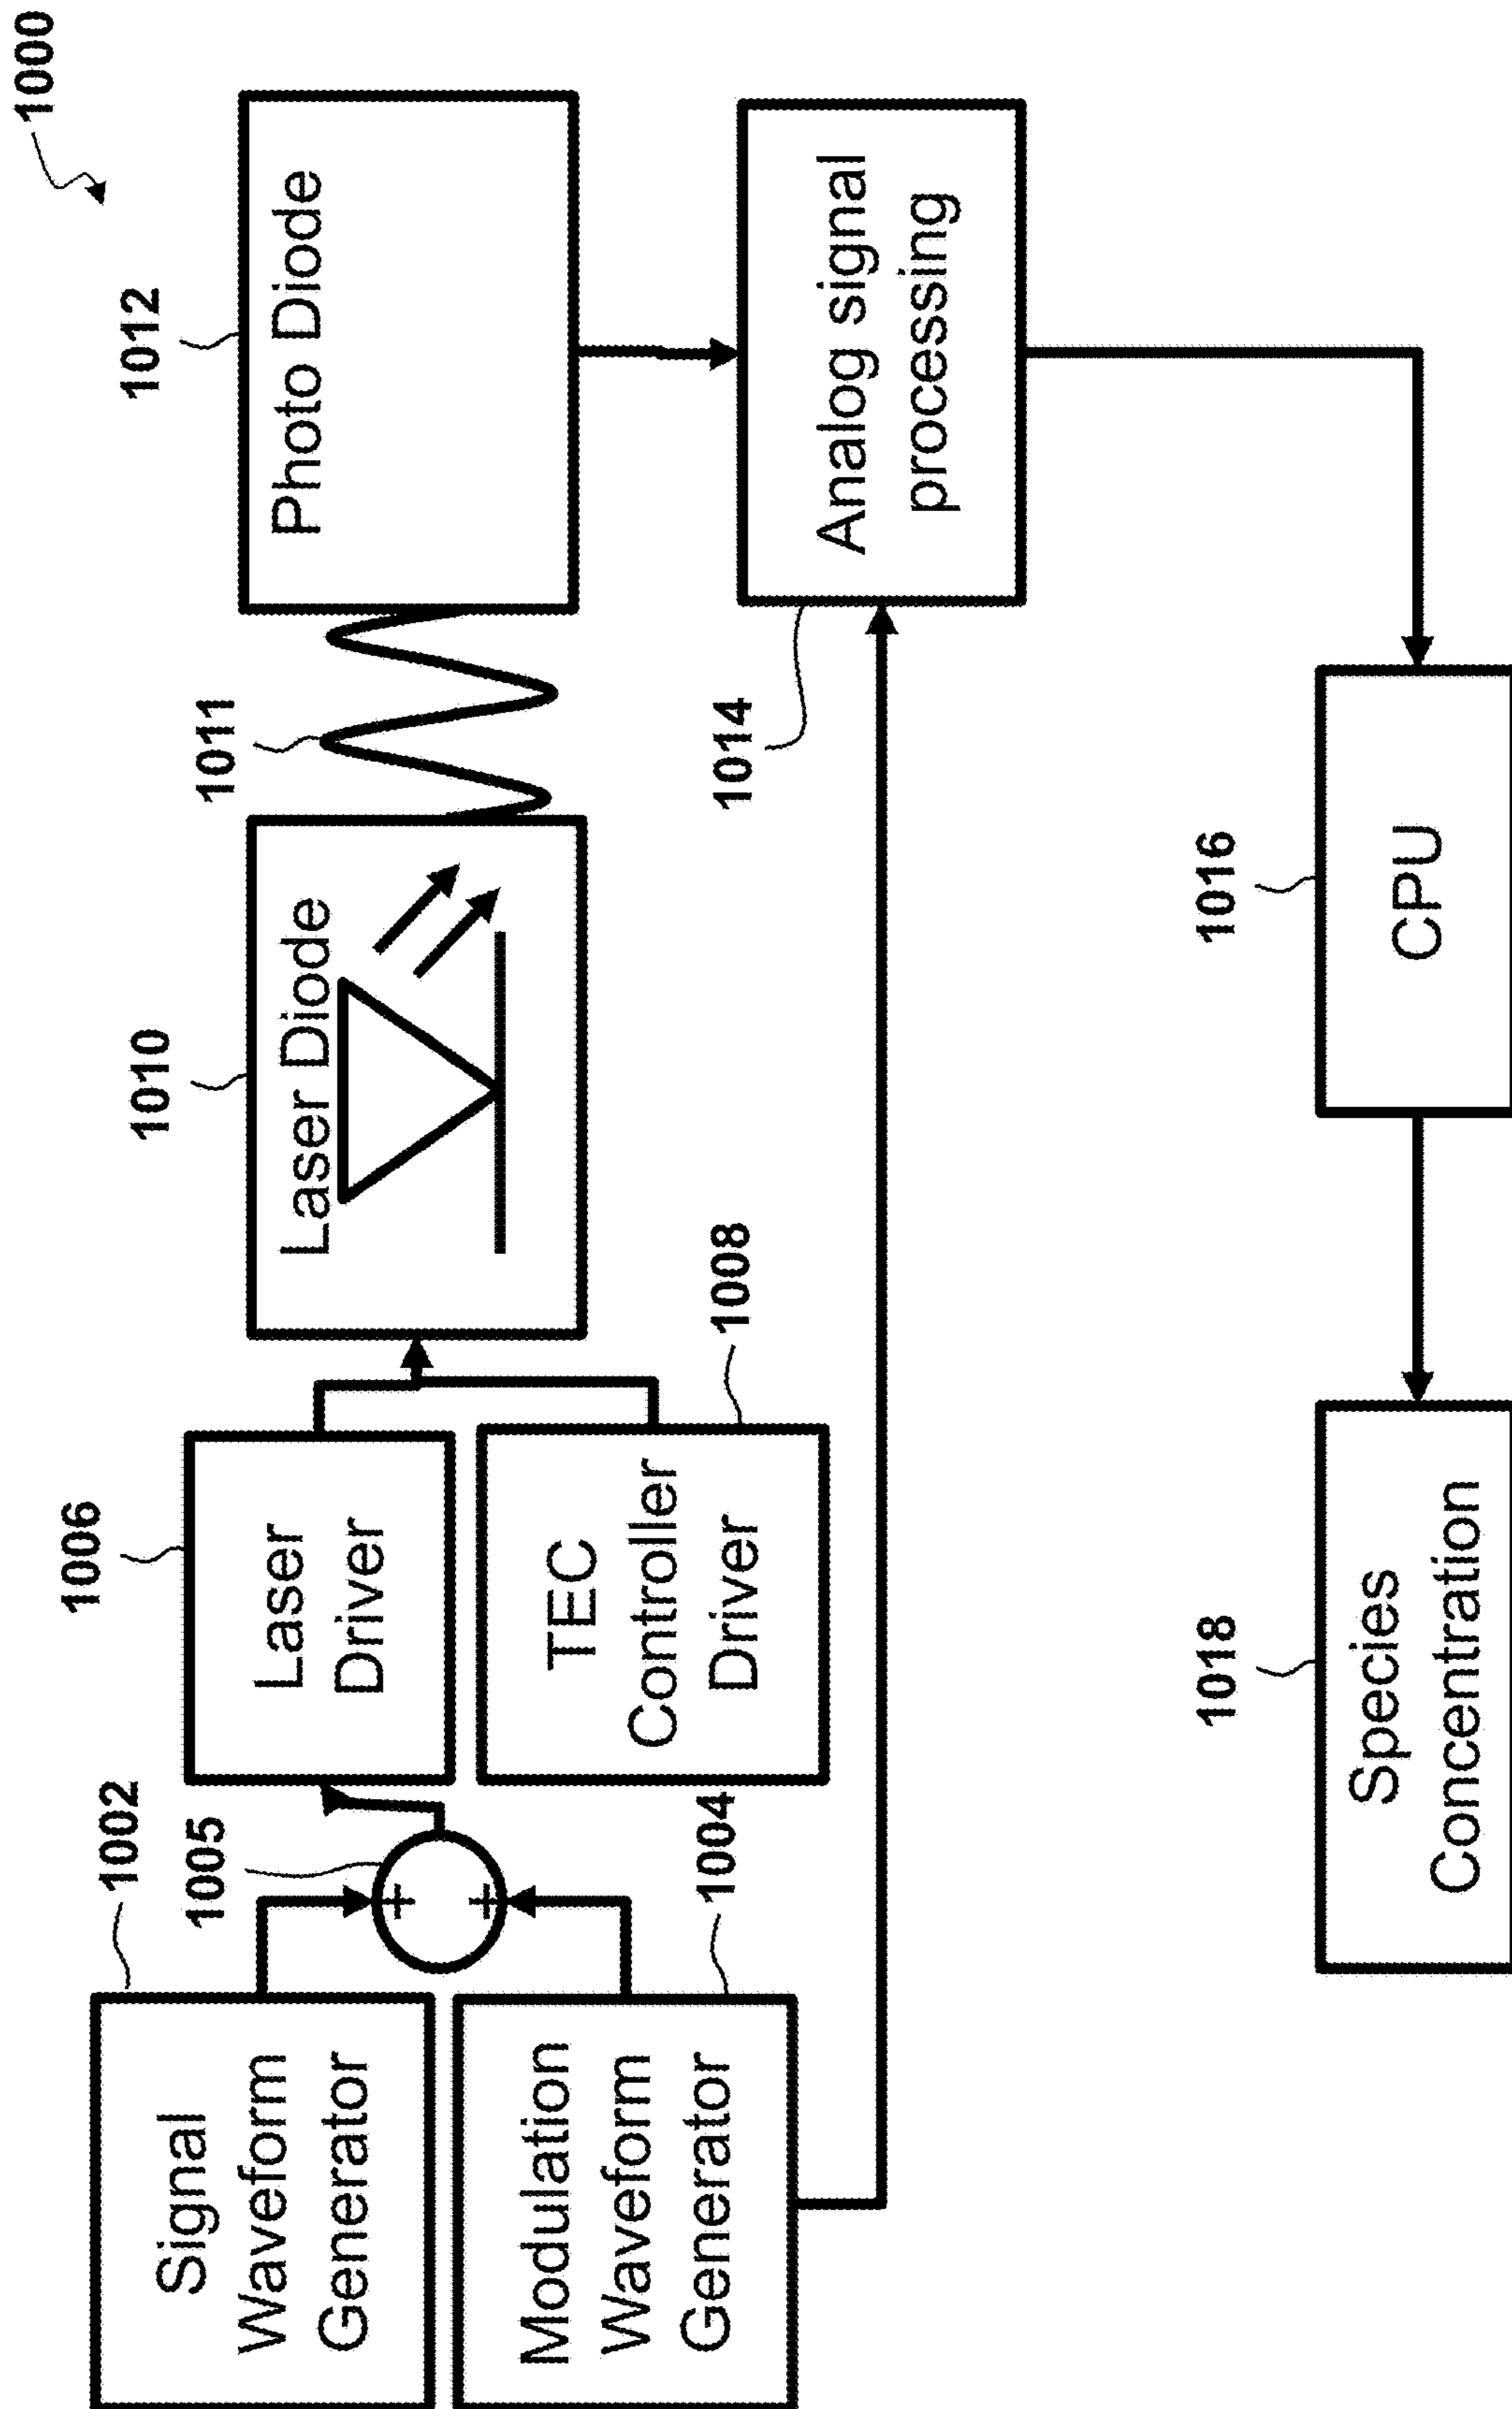 1000
1002
Signal
Waveform
Generator
1004
Modulation
Waveform
Generator
1005
+
+
1006
Laser
Driver
1008
TEC
Controller
Driver
1010
Laser Diode
1011
1012
Photo Diode
1014
Analog signal
processing
1016
CPU
1018
Species
Concentration